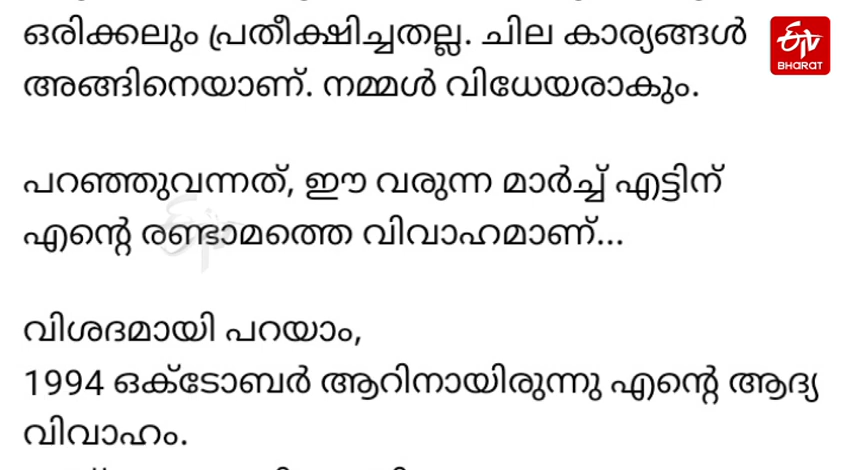 ഒരിക്കലും പ്രതീക്ഷിച്ചതല്ല. ചില കാര്യങ്ങൾ
അങ്ങിനെയാണ്. നമ്മൾ വിധേയരാകും.
പറഞ്ഞുവന്നത്, ഈ വരുന്ന മാർച്ച് എട്ടിന്
എന്റെ രണ്ടാമത്തെ വിവാഹമാണ്...
വിശദമായി പറയാം,
1994 ഒക്ടോബർ ആറിനായിരുന്നു എന്റെ ആദ്യ
വിവാഹം.
ETV
BHARAT